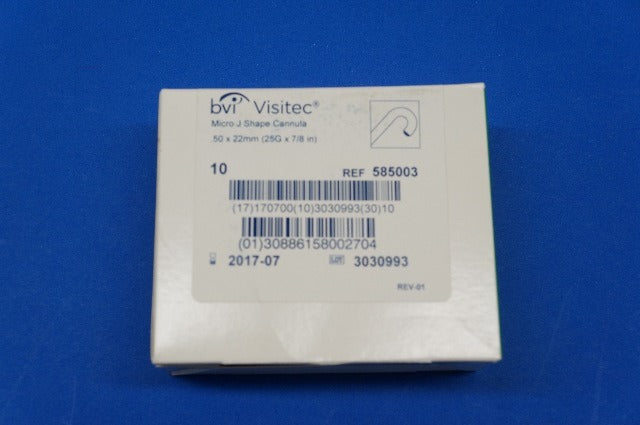 bvi Visitec®
Micro J Shape Cannula
.50 x 22mm (25G x 7/8 in)
10 REF 585003
(17)170700(10)3030993(30)10
(01)30886158002704
2017-07 LOT 3030993
REV-01